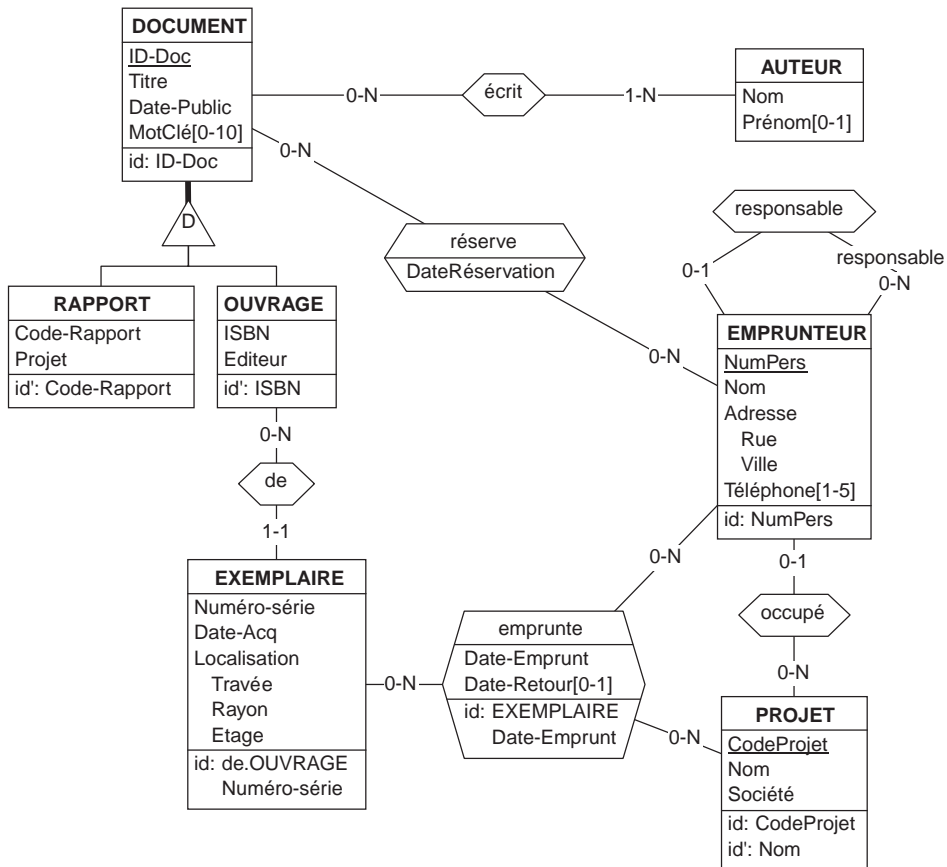 DOCUMENT
ID-Doc
Titre
Date-Public
MotClé[0-10]
id: ID-Doc
0-N
écrit
1-N
AUTEUR
Nom
Prénom[0-1]
0-N
réserve
DateRéservation
0-N
responsable
0-1
responsable
0-N
D
RAPPORT
Code-Rapport
Projet
id': Code-Rapport
OUVRAGE
ISBN
Editeur
id': ISBN
EMPRUNTEUR
NumPers
Nom
Adresse
Rue
Ville
Téléphone[1-5]
id: NumPers
0-N
de
1-1
EXEMPLAIRE
Numéro-série
Date-Acq
Localisation
Travée
Rayon
Etage
id: de.OUVRAGE
Numéro-série
0-N
emprunte
Date-Emprunt
Date-Retour[0-1]
id: EXEMPLAIRE
Date-Emprunt
0-N
0-N
0-1
occupé
0-N
PROJET
CodeProjet
Nom
Société
id: CodeProjet
id': Nom